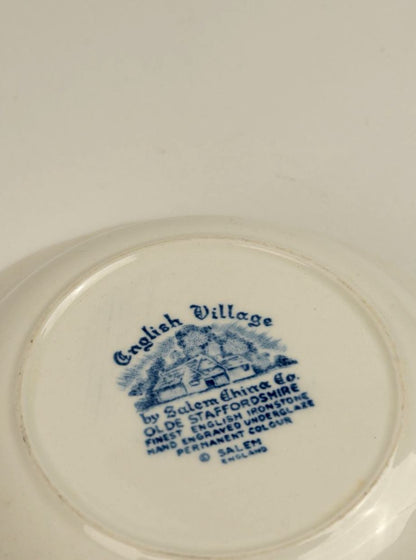 English Village
by Salem China Co.
OLDE STAFFORDSHIRE
FINEST ENGLISH IRONSTONE
HAND ENGRAVED UNDERGLAZE
PERMANENT COLOUR
© SALEM
ENGLAND